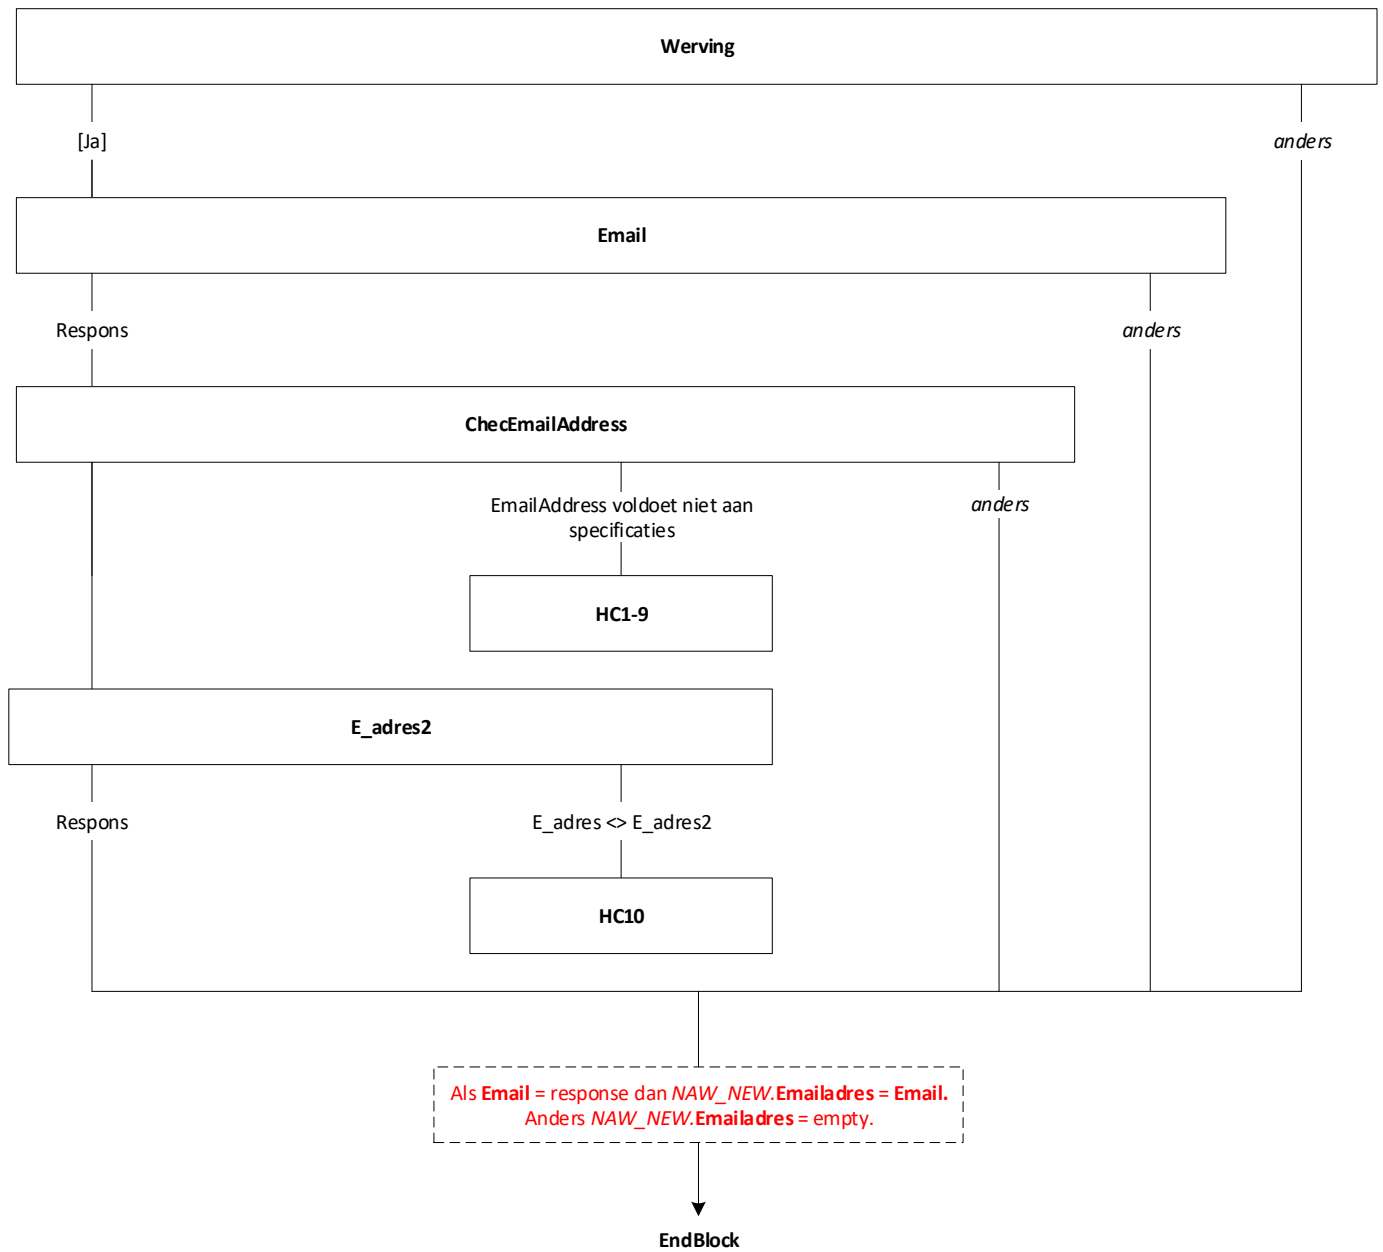 Werving
[Ja]
anders
Email
Respons
anders
ChecEmailAddress
EmailAddress voldoet niet aan
specificaties
anders
HC1-9
E_adres2
Respons
E_adres <> E_adres2
HC10
Als Email = response dan NAW_NEW.Emailadres = Email.
Anders NAW_NEW.Emailadres = empty.
EndBlock